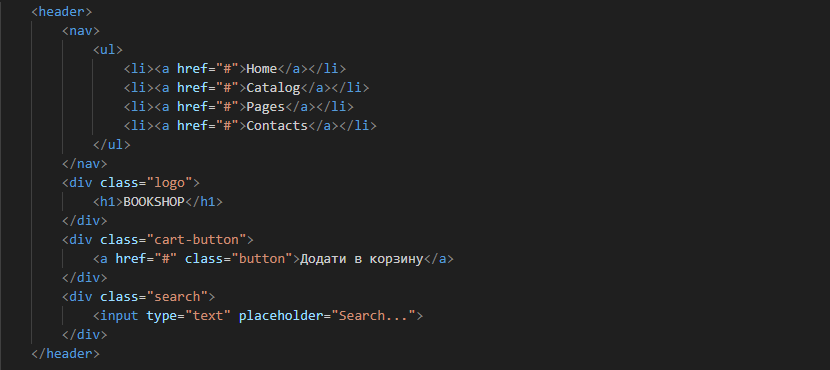 <header>
<nav>
<ul>
<li><a href="#">Home</a></li>
<li><a href="#">Catalog</a></li>
<li><a href="#">Pages</a></li>
<li><a href="#">Contacts</a></li>
</ul>
</nav>
<div class="logo">
<h1>BOOKSHOP</h1>
</div>
<div class="cart-button">
<a href="#" class="button">Додати в корзину</a>
</div>
<div class="search">
<input type="text" placeholder="Search...">
</div>
</header>